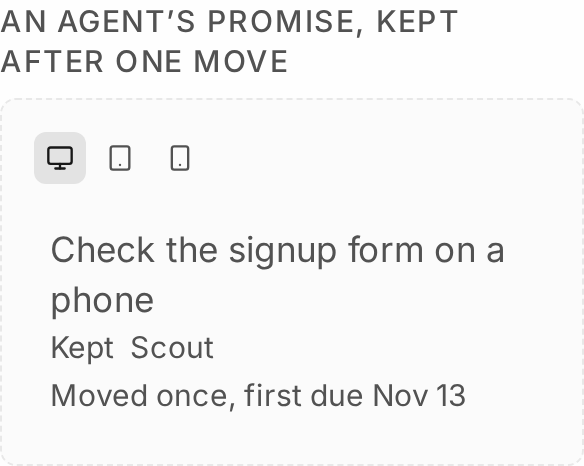 AN AGENT’S PROMISE, KEPT
AFTER ONE MOVE
Check the signup form on a
phone
Kept Scout
Moved once, first due Nov 13